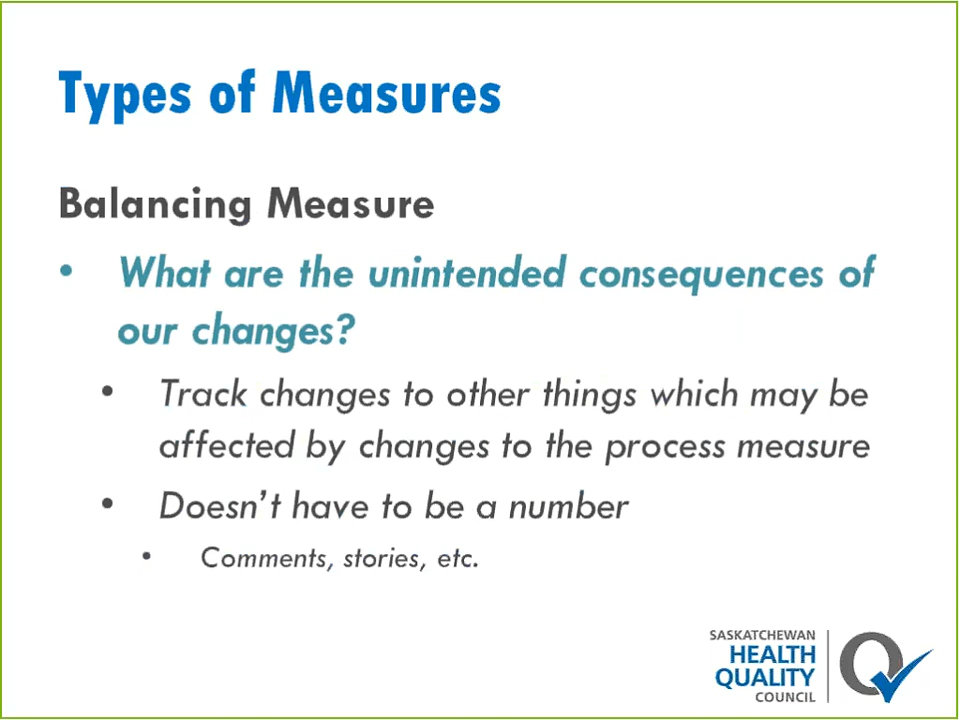 Types of Measures
Balancing Measure
• What are the unintended consequences of
our changes?
• Track changes to other things which may be
affected by changes to the process measure
• Doesn't have to be a number
• Comments, stories, etc.
SASKATCHEWAN
HEALTH
QUALITY
COUNCIL